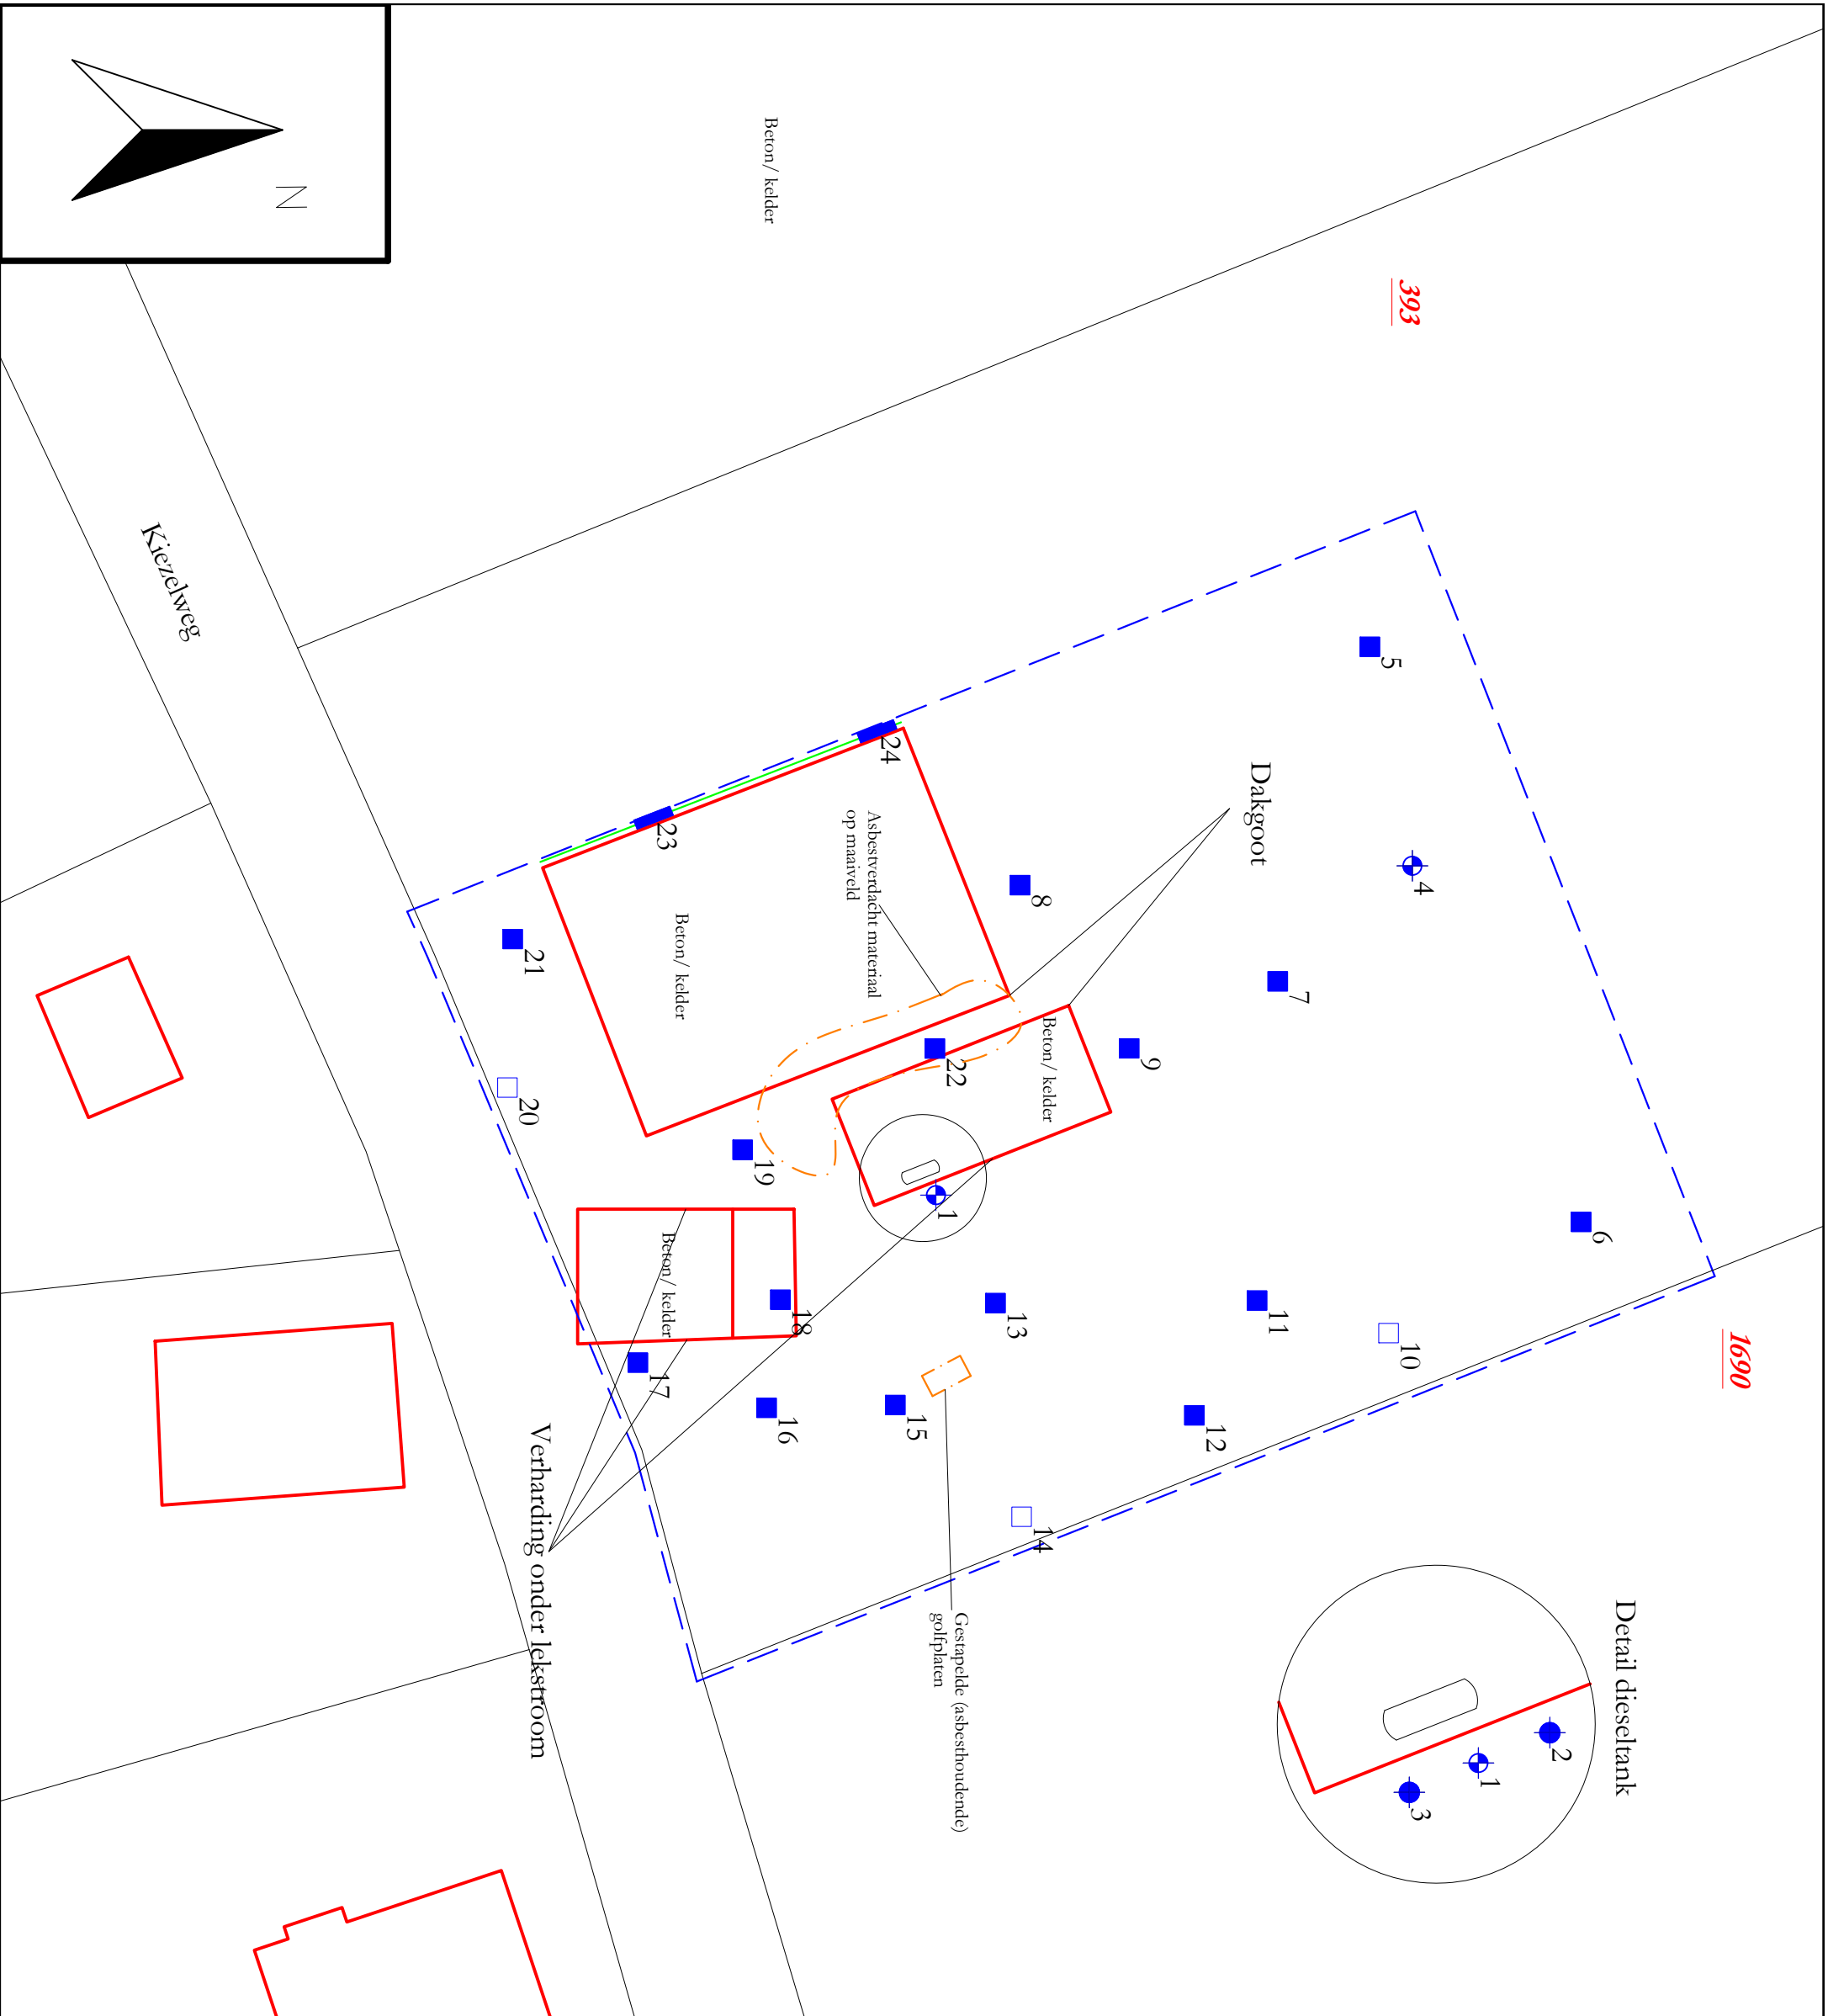 Detail dieseltank
2
1
3
1690
393
6
4
5
10
11
7
Dakgoot
12
9
8
Beton/ kelder
13
14
Gestapelde (asbesthoudende)
golfplaten
22
1
15
24
Asbestverdacht materiaal
op maaiveld
18
16
19
Beton/ kelder
Beton/ kelder
Beton/ kelder
17
23
21
20
Verharding onder lekstroom
Kiezelweg
N